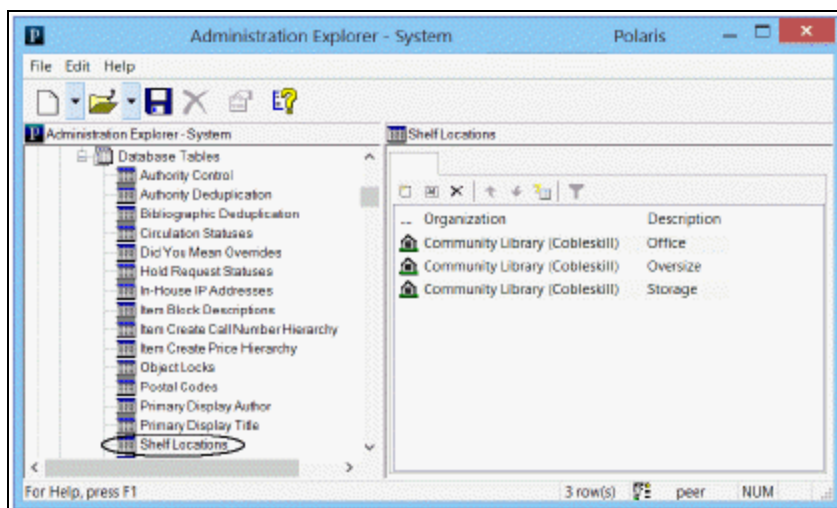 Administration Explorer - System Polaris
File Edit Help
Administration Explorer - System
Database Tables
Authority Control
Authority Deduplication
Bibliographic Deduplication
Circulation Statuses
Did You Mean Overrides
Hold Request Statuses
In-House IP Addresses
Item Block Descriptions
Item Create Call Number Hierarchy
Item Create Price Hierarchy
Object Locks
Postal Codes
Primary Display Author
Primary Display Title
Shelf Locations
Shelf Locations
... Organization Description
Community Library (Cobleskill) Office
Community Library (Cobleskill) Oversize
Community Library (Cobleskill) Storage
For Help, press F1 3 row(s) peer NUM